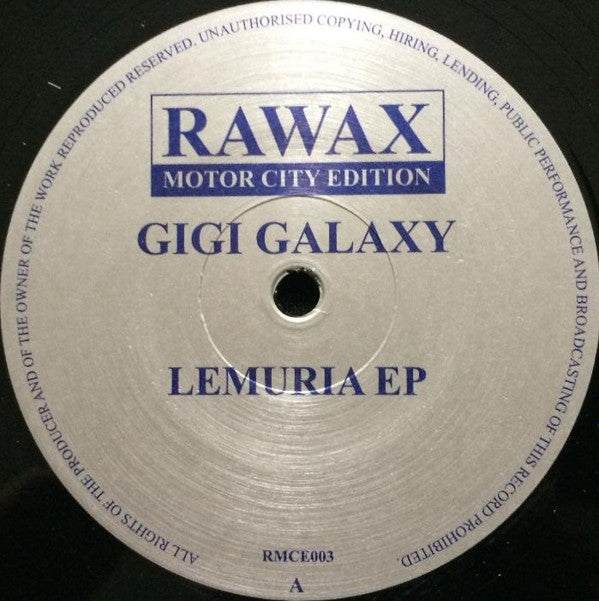 RAWAX
MOTOR CITY EDITION
GIGI GALAXY
LEMURIA EP
RMCE003
A
ALL RIGHTS OF THE PRODUCER AND OF THE OWNER OF THE WORK REPRODUCED RESERVED. UNAUTHORISED COPYING, HIRING, LENDING, PUBLIC PERFORMANCE AND BROADCASTING OF THIS RECORD PROHIBITED.